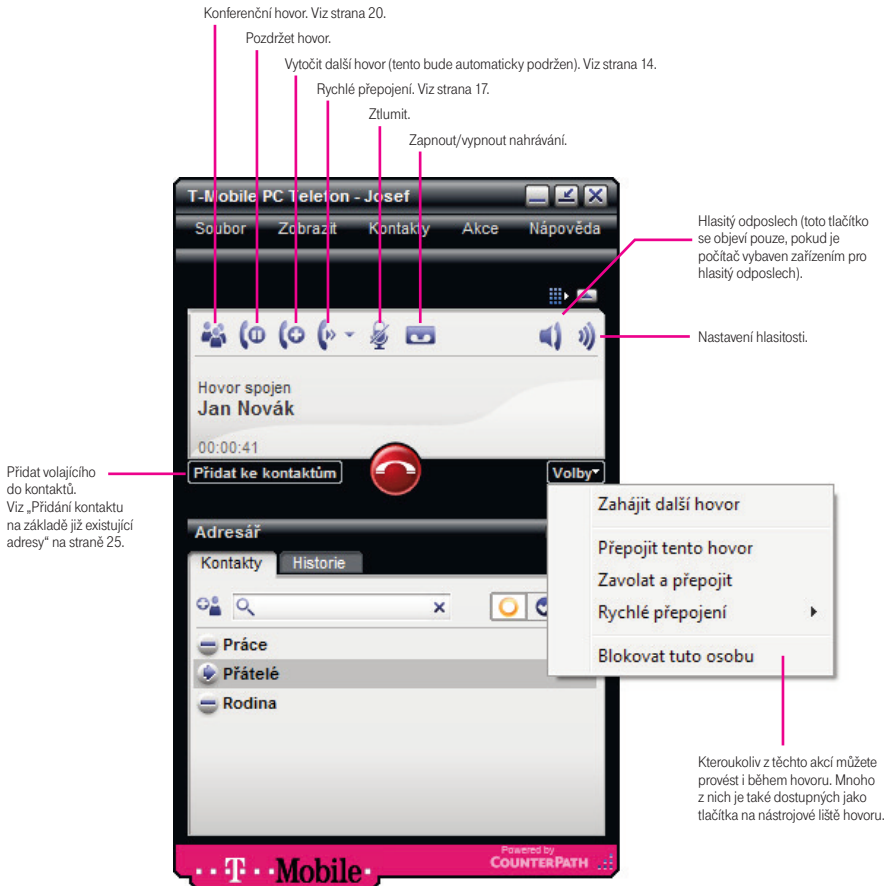 Konferenční hovor. Viz strana 20.
Pozdržet hovor.
Vytočit další hovor (tento bude automaticky podržen). Viz strana 14.
Rychlé přepojení. Viz strana 17.
Ztlumit.
Zapnout/vypnout nahrávání.
T-Mobile PC Telefon - Josef
Soubor Zobrazit Kontakty Akce Nápověda
Hlasitý odposlech (toto tlačítko
se objeví pouze, pokud je
počítač vybaven zařízením pro
hlasitý odposlech).
Nastavení hlasitosti.
Hovor spojen
Jan Novák
00:00:41
Přidat volajícího
do kontaktů.
Viz „Přidání kontaktu
na základě již existující
adresy“ na straně 25.
Přidat ke kontaktům
Volby
Zahájit další hovor
Přepojit tento hovor
Zavolat a přepojit
Rychlé přepojení
Blokovat tuto osobu
Adresář
Kontakty Historie
Práce
Přátelé
Rodina
Kteroukoliv z těchto akcí můžete
provést i během hovoru. Mnoho
z nich je také dostupných jako
tlačítka na nástrojové liště hovoru.
··T··Mobile·
Powered by
COUNTERPATH